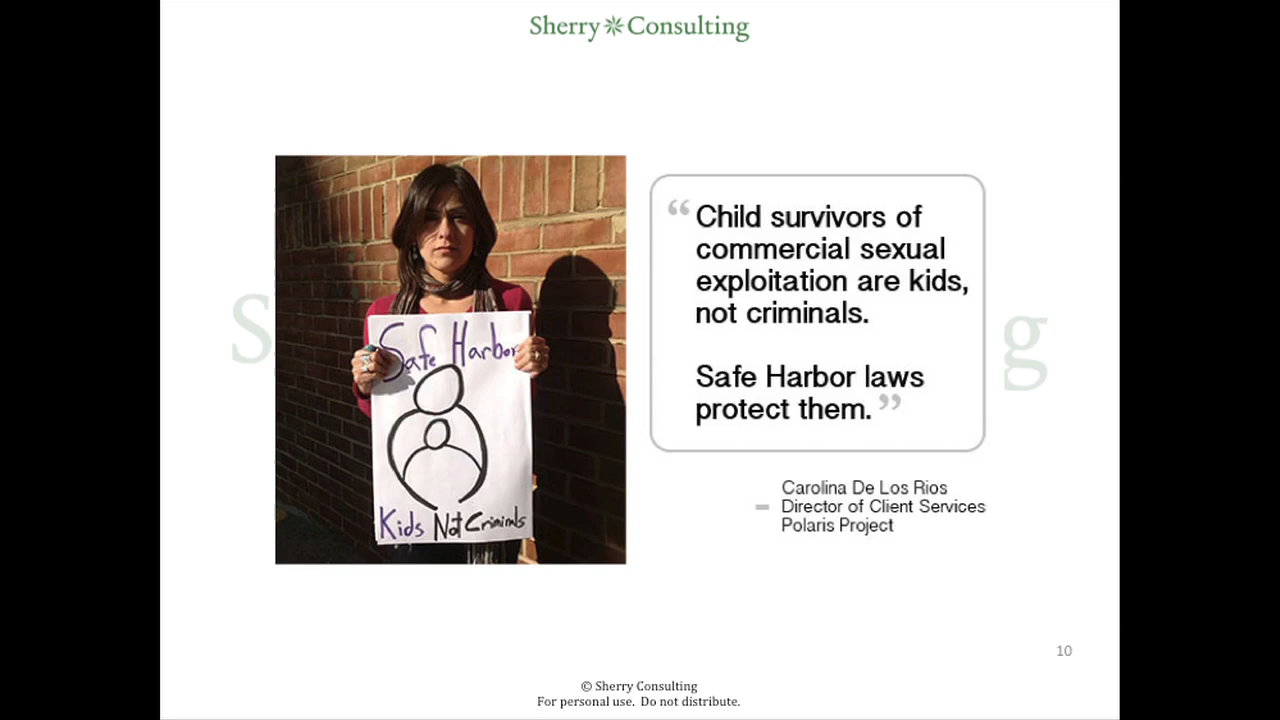 Sherry Consulting
Safe Harbor
Kids Not Criminals
“Child survivors of
commercial sexual
exploitation are kids,
not criminals.
Safe Harbor laws
protect them.”
Carolina De Los Rios
– Director of Client Services
Polaris Project
10
© Sherry Consulting
For personal use. Do not distribute.